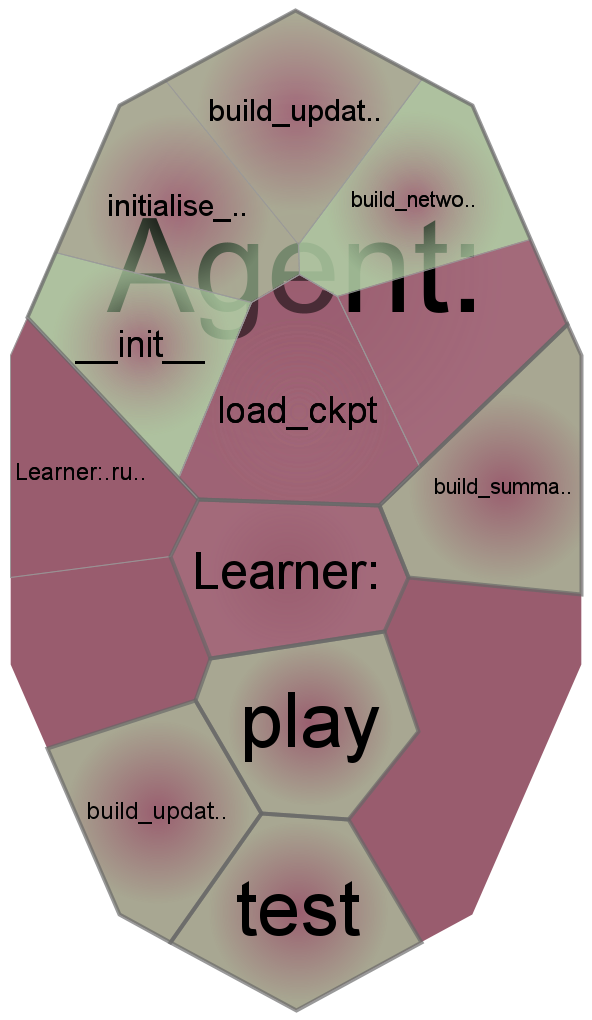 build_updat..
build_netwo..
initialise_..
Agent:
__init__
load_ckpt
Learner:.ru..
build_summa..
Learner:
play
build_updat..
test